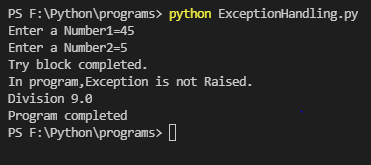 PS F:\Python\programs> python ExceptionHandling.py
Enter a Number1=45
Enter a Number2=5
Try block completed.
In program,Exception is not Raised.
Division 9.0
Program completed
PS F:\Python\programs>